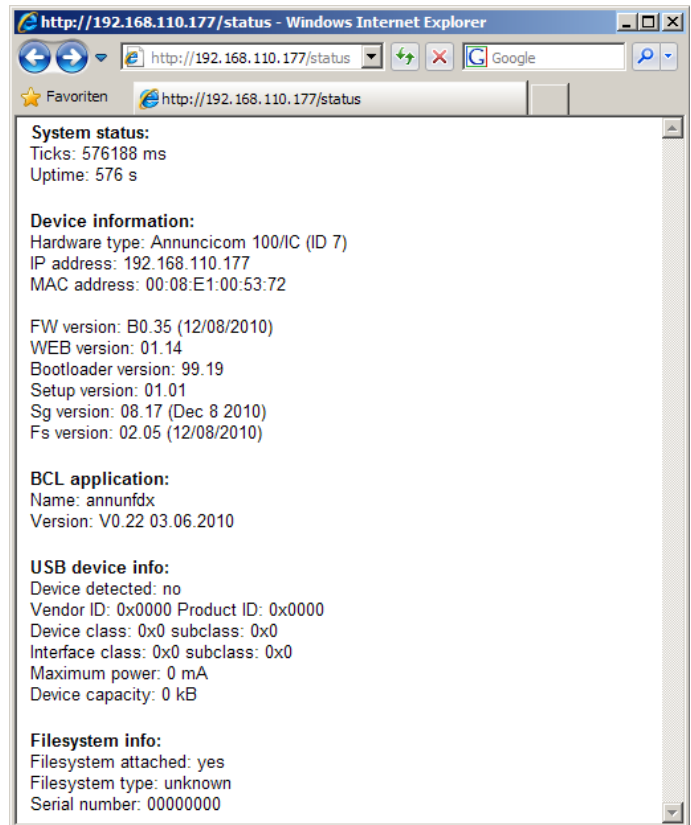 http://192.168.110.177/status - Windows Internet Explorer
http://192.168.110.177/status
Google
Favoriten
http://192.168.110.177/status
System status:
Ticks: 576188 ms
Uptime: 576 s
Device information:
Hardware type: Annuncicom 100/IC (ID 7)
IP address: 192.168.110.177
MAC address: 00:08:E1:00:53:72
FW version: B0.35 (12/08/2010)
WEB version: 01.14
Bootloader version: 99.19
Setup version: 01.01
Sg version: 08.17 (Dec 8 2010)
Fs version: 02.05 (12/08/2010)
BCL application:
Name: annunfdx
Version: V0.22 03.06.2010
USB device info:
Device detected: no
Vendor ID: 0x0000 Product ID: 0x0000
Device class: 0x0 subclass: 0x0
Interface class: 0x0 subclass: 0x0
Maximum power: 0 mA
Device capacity: 0 kB
Filesystem info:
Filesystem attached: yes
Filesystem type: unknown
Serial number: 00000000